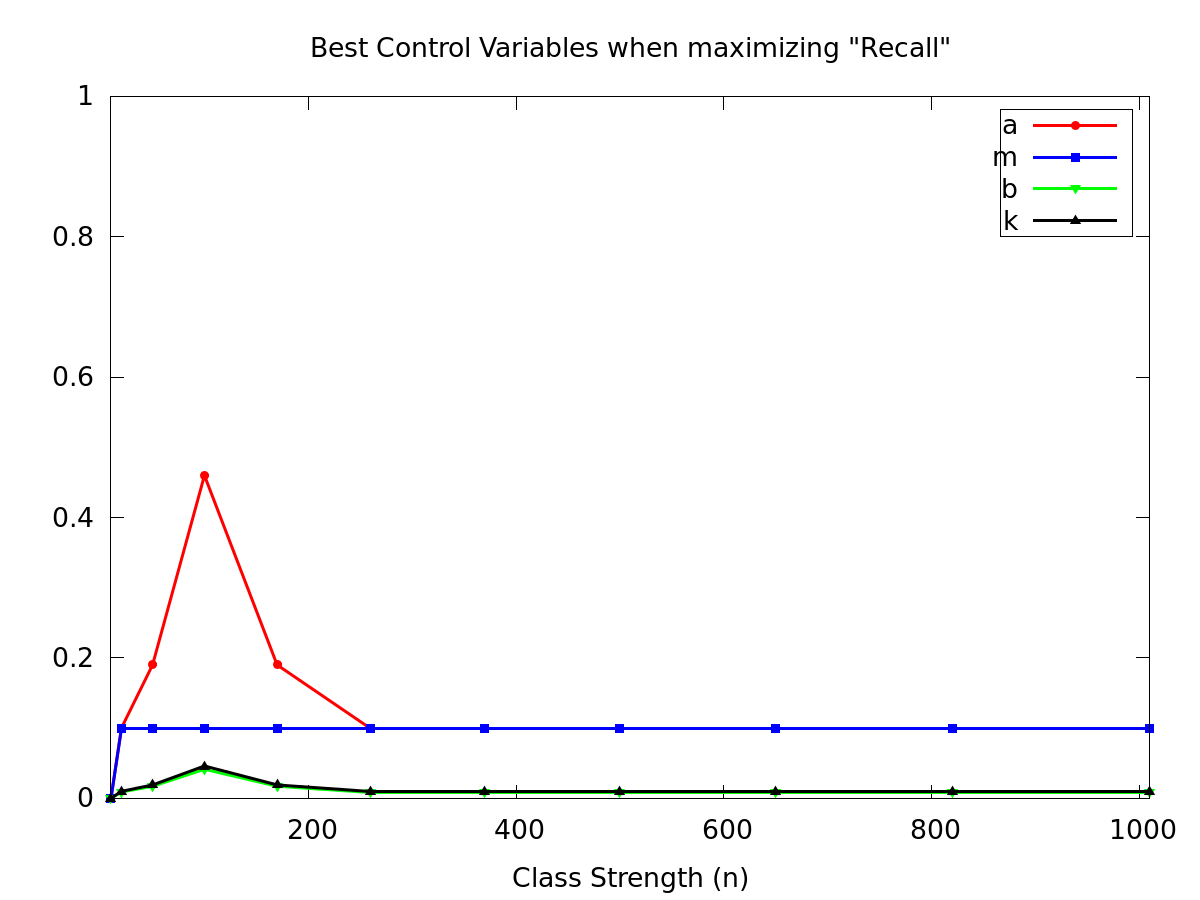 Best Control Variables when maximizing "Recall"
1
0.8
0.6
0.4
0.2
0
a
m
b
k
200 400 600 800 1000
Class Strength (n)